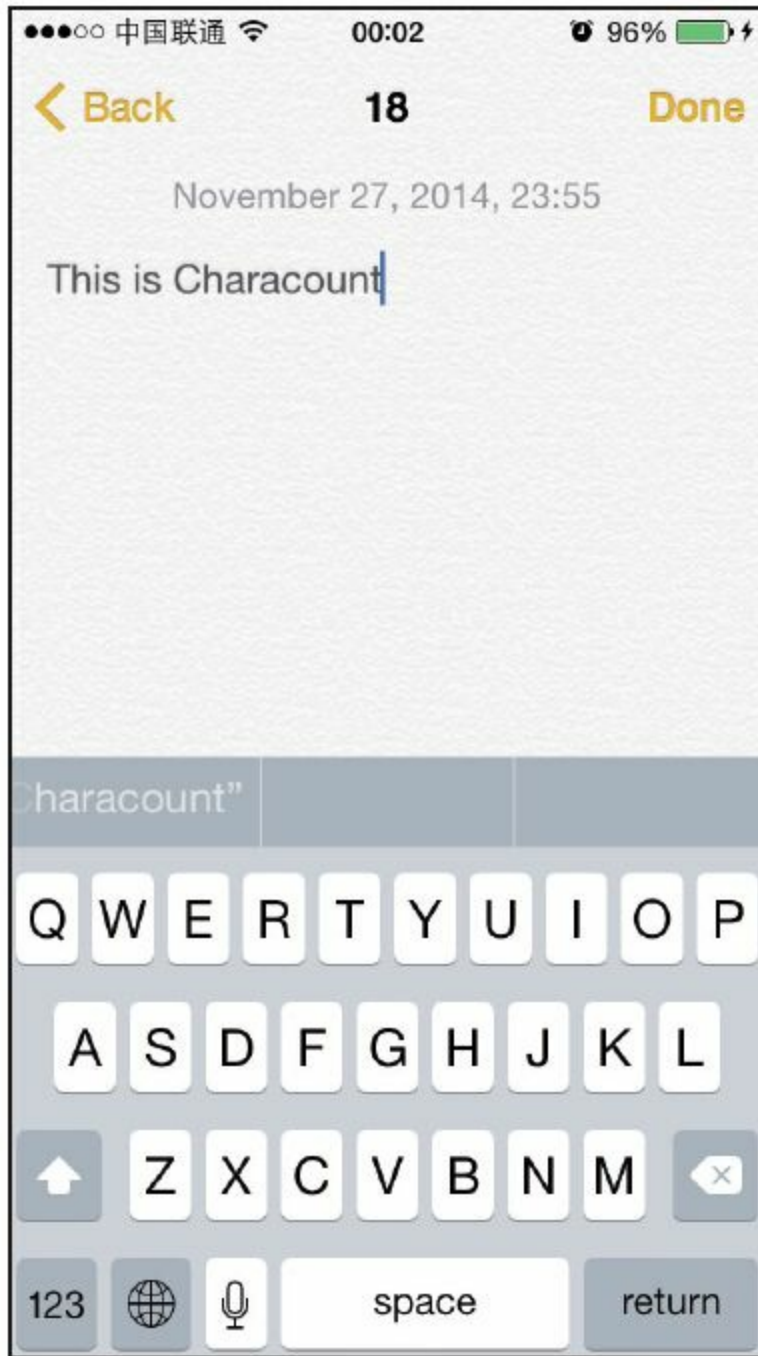 中国联通 00:02 96%
Back 18 Done
November 27, 2014, 23:55
This is Characount
Characount”
Q W E R T Y U I O P
A S D F G H J K L
Z X C V B N M
123 space return